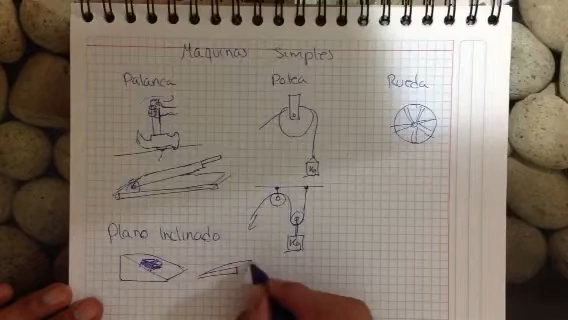 Maquinas Simples
Palanca Polea Rueda
Kg
Kg
Plano Inclinado